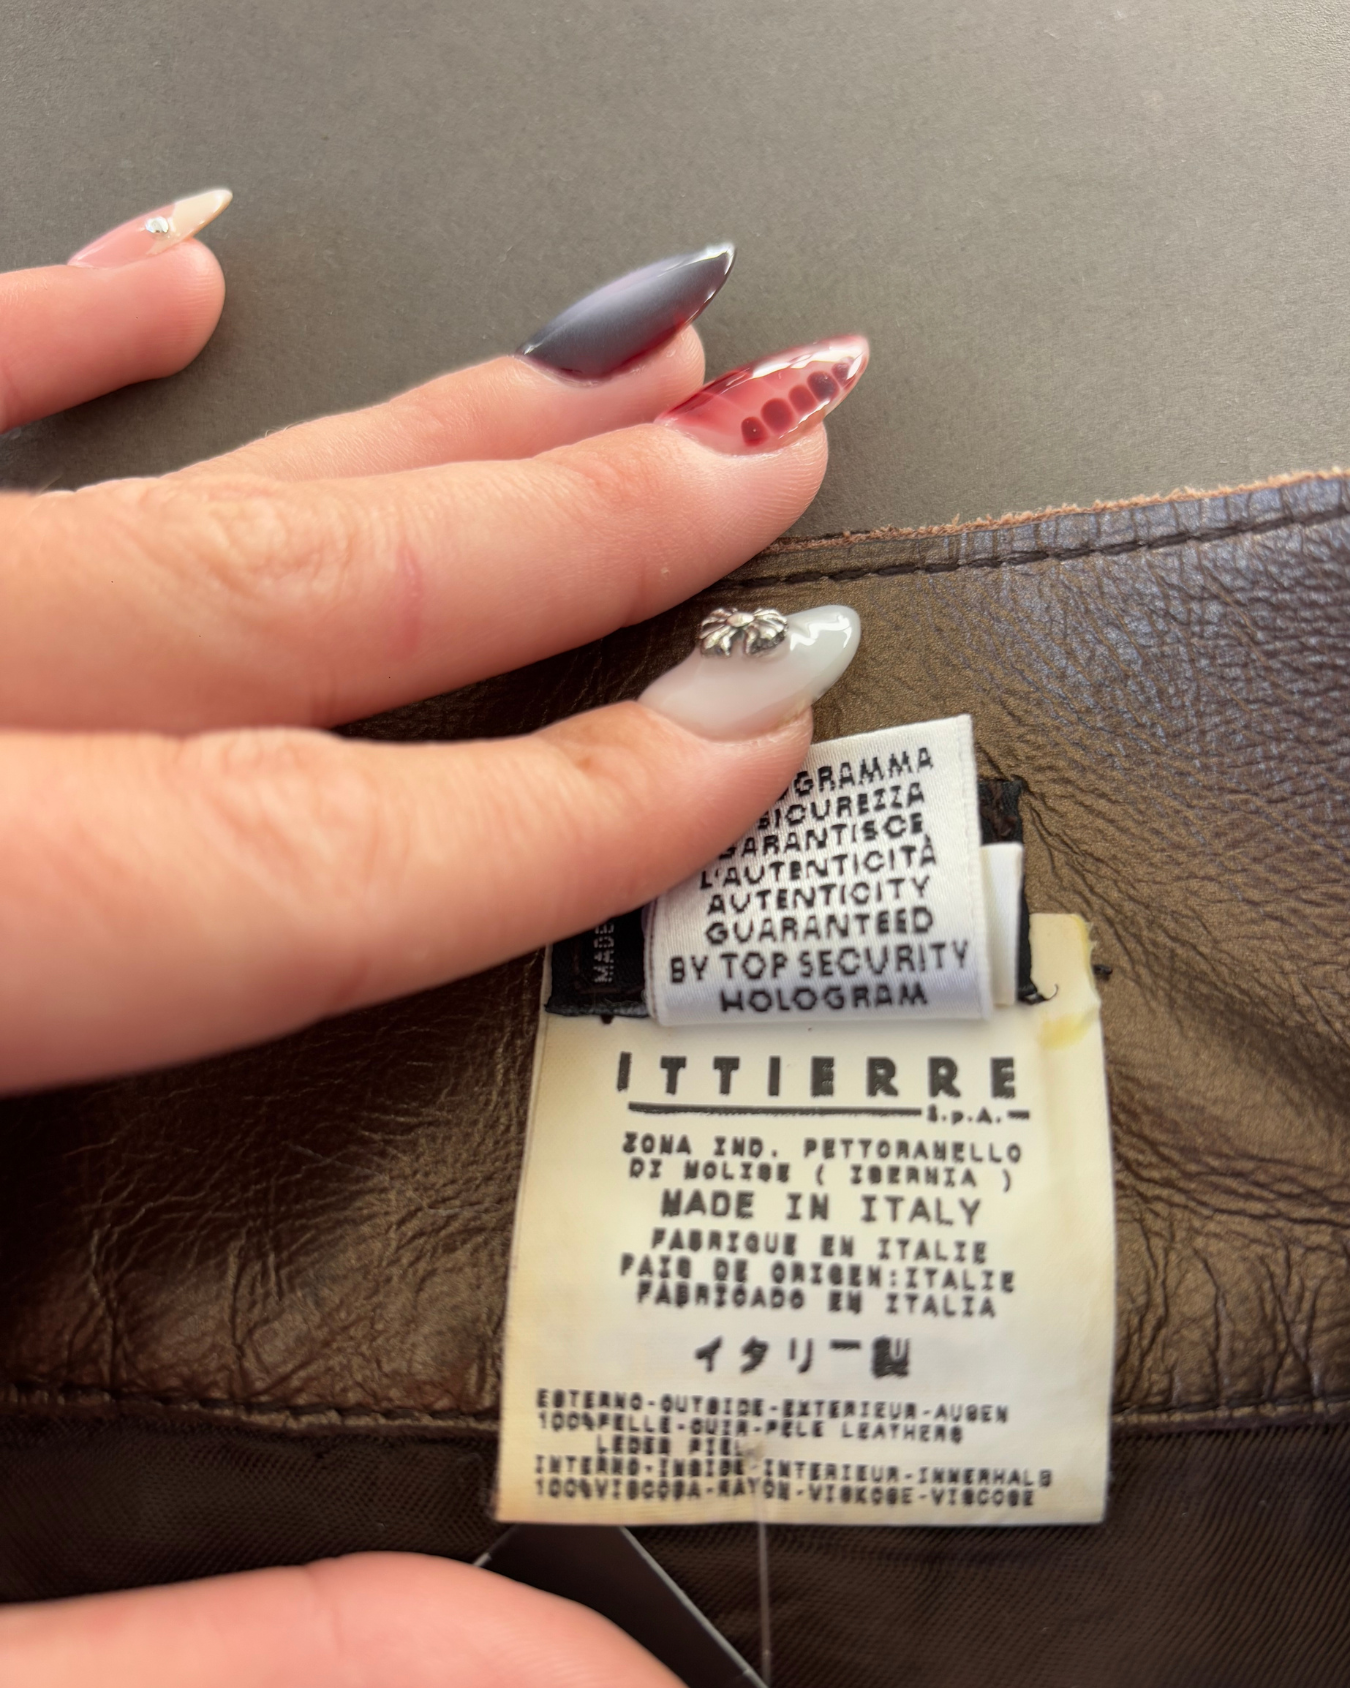 GRAMMA
SICUREZZA
GARANTISCE
L'AUTENTICITÀ
AUTENTICITY
GUARANTEED
BY TOP SECURITY
HOLOGRAM
MADE
ITTIERRE
S.p.A.
ZONA IND. PETTORANELLO
DI MOLISE ( ISERNIA )
MADE IN ITALY
FABRIQUE EN ITALIE
PAIS DE ORIGEN:ITALIE
FABRICADO EN ITALIA
イタリー製
ESTERNO-OUTSIDE-EXTERIEUR-AUSEN
100%PELLE-CUIR-PELE LEATHERS
LEDER PIEL
INTERNO-INSIDE-INTERIEUR-INNERHALB
100%VISCOSA-RAYON-VISKOSE-VISCOSE